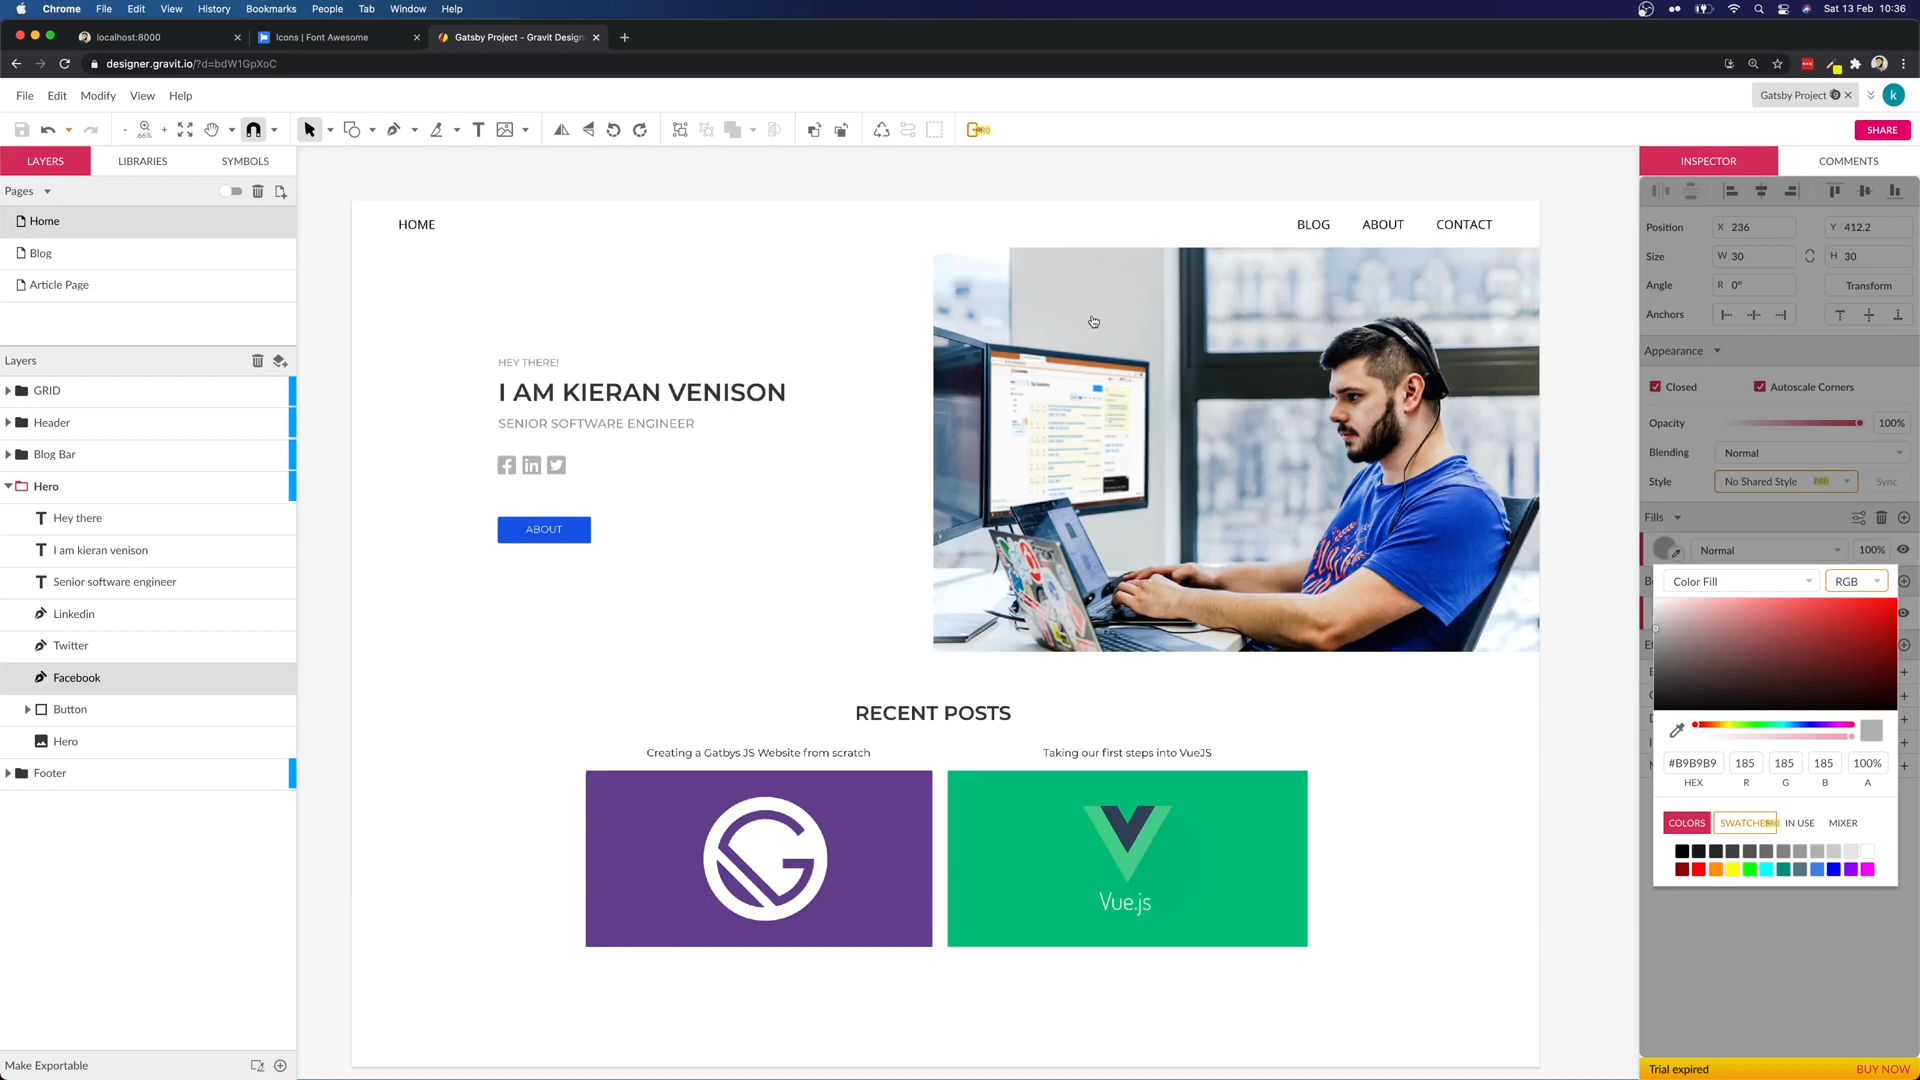 Chrome File Edit View History Bookmarks People Tab Window Help Sat 13 Feb 10:36
localhost:8000 Icons | Font Awesome Gatsby Project - Gravit Design
designer.gravit.io/?d=bdW1GpXoC
File Edit Modify View Help Gatsby Project k
66% PRO SHARE
LAYERS LIBRARIES SYMBOLS INSPECTOR COMMENTS
Pages
Home
Blog
Article Page
Layers
GRID
Header
Blog Bar
Hero
Hey there
I am kieran venison
Senior software engineer
Linkedin
Twitter
Facebook
Button
Hero
Footer
Make Exportable
HOME BLOG ABOUT CONTACT
HEY THERE!
I AM KIERAN VENISON
SENIOR SOFTWARE ENGINEER
ABOUT
RECENT POSTS
Creating a Gatbys JS Website from scratch
Taking our first steps into VueJS
Vue.js
Position X 236 Y 412.2
Size W 30 H 30
Angle R 0° Transform
Anchors
Appearance
Closed Autoscale Corners
Opacity 100%
Blending Normal
Style No Shared Style PRO Sync
Fills
Normal 100%
Color Fill RGB
#B9B9B9 185 185 185 100%
HEX R G B A
COLORS SWATCHES PRO IN USE MIXER
Trial expired BUY NOW